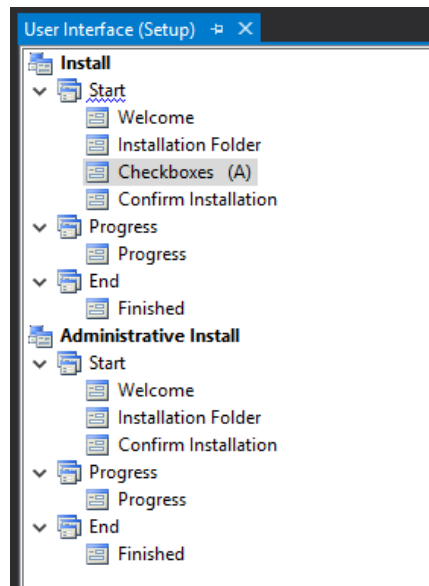 User Interface (Setup)
Install
Start
Welcome
Installation Folder
Checkboxes (A)
Confirm Installation
Progress
Progress
End
Finished
Administrative Install
Start
Welcome
Installation Folder
Confirm Installation
Progress
Progress
End
Finished